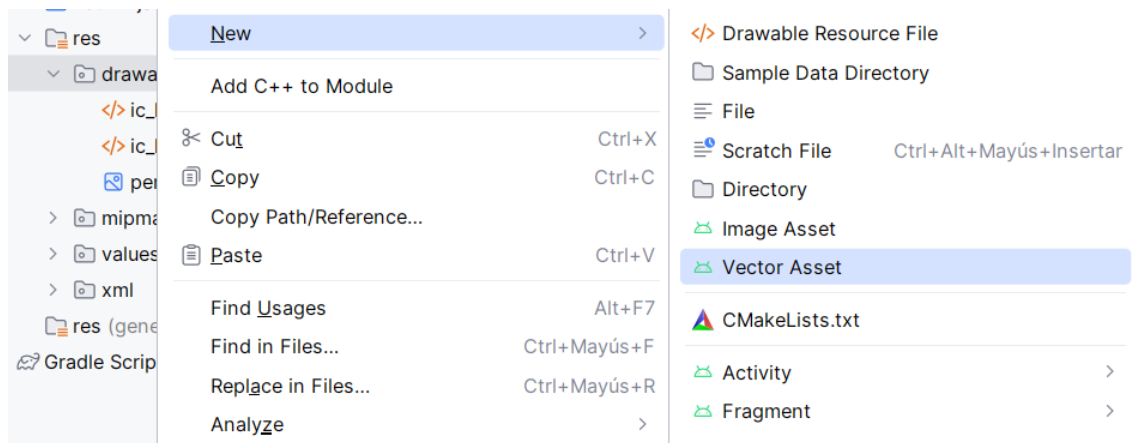 res
drawa
ic_
ic_
per
mipma
values
xml
res (gene
Gradle Scrip
New
Add C++ to Module
Cut Ctrl+X
Copy Ctrl+C
Copy Path/Reference...
Paste Ctrl+V
Find Usages Alt+F7
Find in Files... Ctrl+Mayús+F
Replace in Files... Ctrl+Mayús+R
Analyze
Drawable Resource File
Sample Data Directory
File
Scratch File Ctrl+Alt+Mayús+Insertar
Directory
Image Asset
Vector Asset
CMakeLists.txt
Activity
Fragment